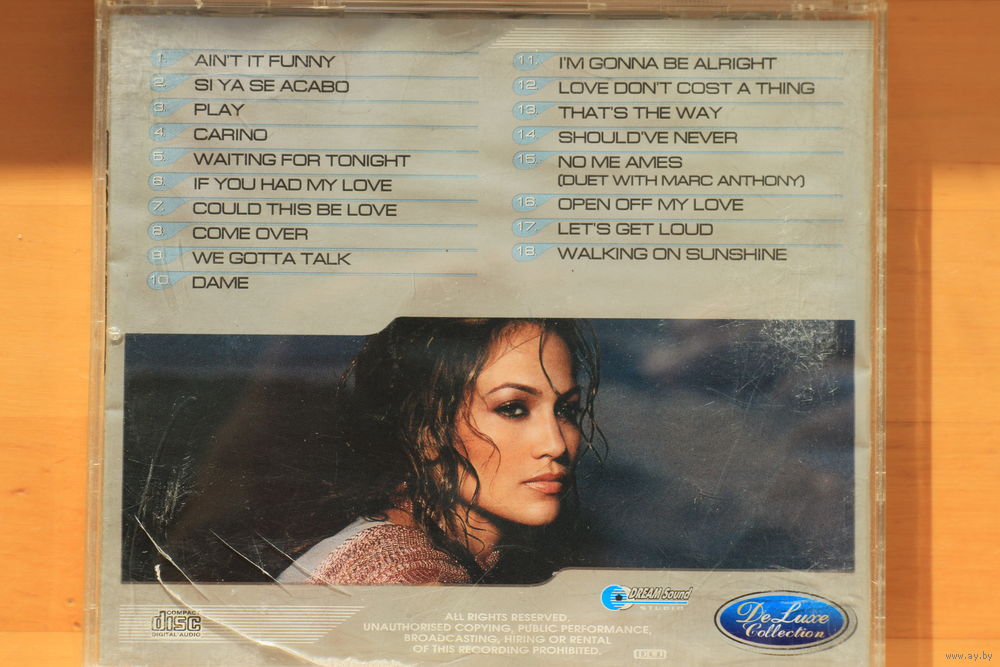 1. AIN'T IT FUNNY
2. SI YA SE ACABO
3. PLAY
4. CARINO
5. WAITING FOR TONIGHT
6. IF YOU HAD MY LOVE
7. COULD THIS BE LOVE
8. COME OVER
9. WE GOTTA TALK
10. DAME
11. I'M GONNA BE ALRIGHT
12. LOVE DON'T COST A THING
13. THAT'S THE WAY
14. SHOULD'VE NEVER
15. NO ME AMES
(DUET WITH MARC ANTHONY)
16. OPEN OFF MY LOVE
17. LET'S GET LOUD
18. WALKING ON SUNSHINE
COMPACT
disc
DIGITAL AUDIO
ALL RIGHTS RESERVED.
UNAUTHORISED COPYING, PUBLIC PERFORMANCE,
BROADCASTING, HIRING OR RENTAL
OF THIS RECORDING PROHIBITED.
DDD
DREAM Sound
STUDIO
DeLuxe
Collection
www.ay.by